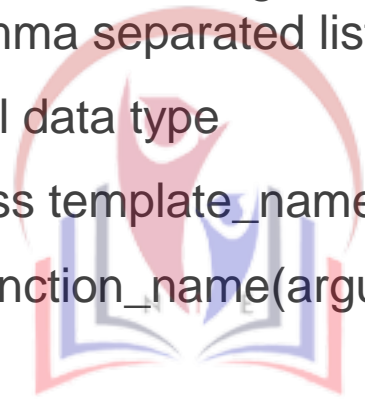 nma separated list
l data type
ss template_name
nction_name(argu
N I E